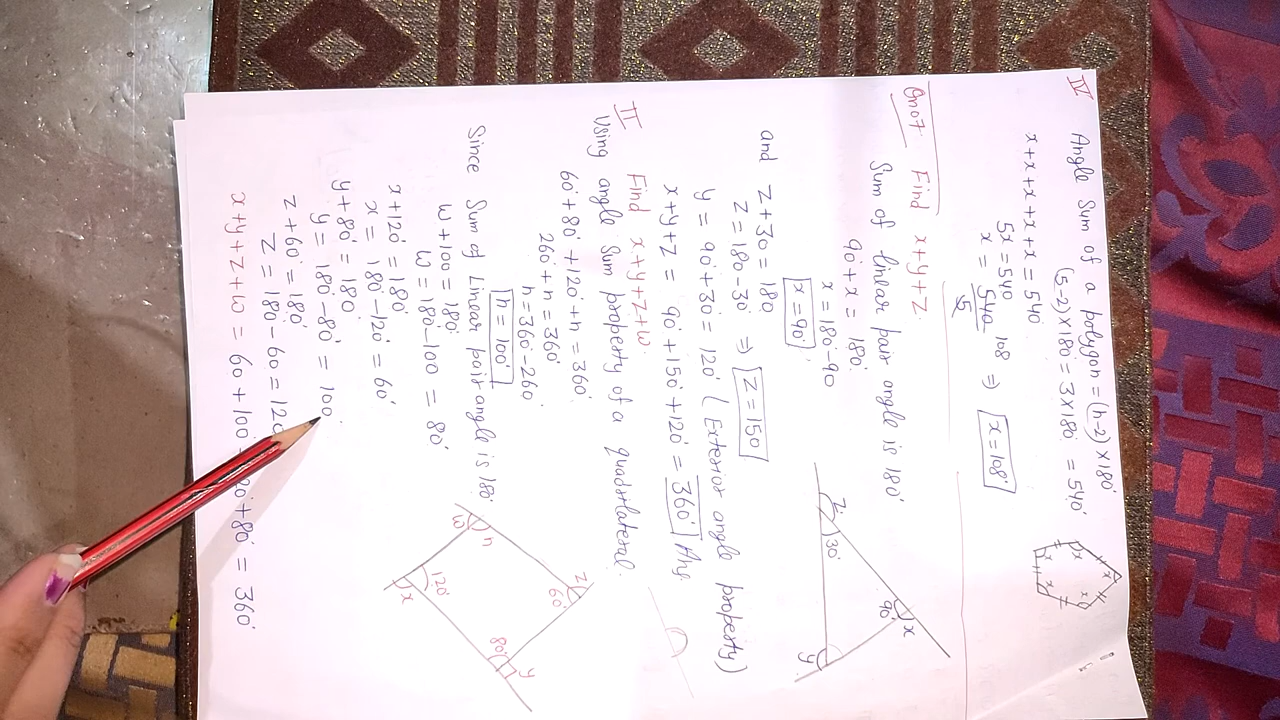 IV
Angle Sum of a polygon = (n-2)×180°
(5-2)×180° = 3×180° = 540°
x+x+x+x+x = 540°
5x = 540
x = 540/5 108 ⇒ x = 108°
Qno7 Find x+y+z
Sum of linear pair angle is 180°
90+x = 180°
x = 180°-90
x = 90°
and z+30 = 180
z = 180-30 ⇒ z = 150
y = 90°+30 = 120° (Exterior angle property)
x+y+z = 90+150+120° = 360° Any
II Find x+y+z+w.
Using angle Sum property of a quadrilateral.
60°+80°+120°+n = 360°
260+n = 360°
n = 360°-260
n = 100°
Since Sum of Linear pair angle is 180°
w+100 = 180°
w = 180-100 = 80°
x+120° = 180°
x = 180-120° = 60°
y+80° = 180
y = 180°-80° = 100
z+60° = 180°
z = 180-60 = 120
x+y+z+w = 60+100 +80° = 360°
x
x
x
x
x
z
30°
90°
x
y
w
n
z
60°
120°
x
80°
y